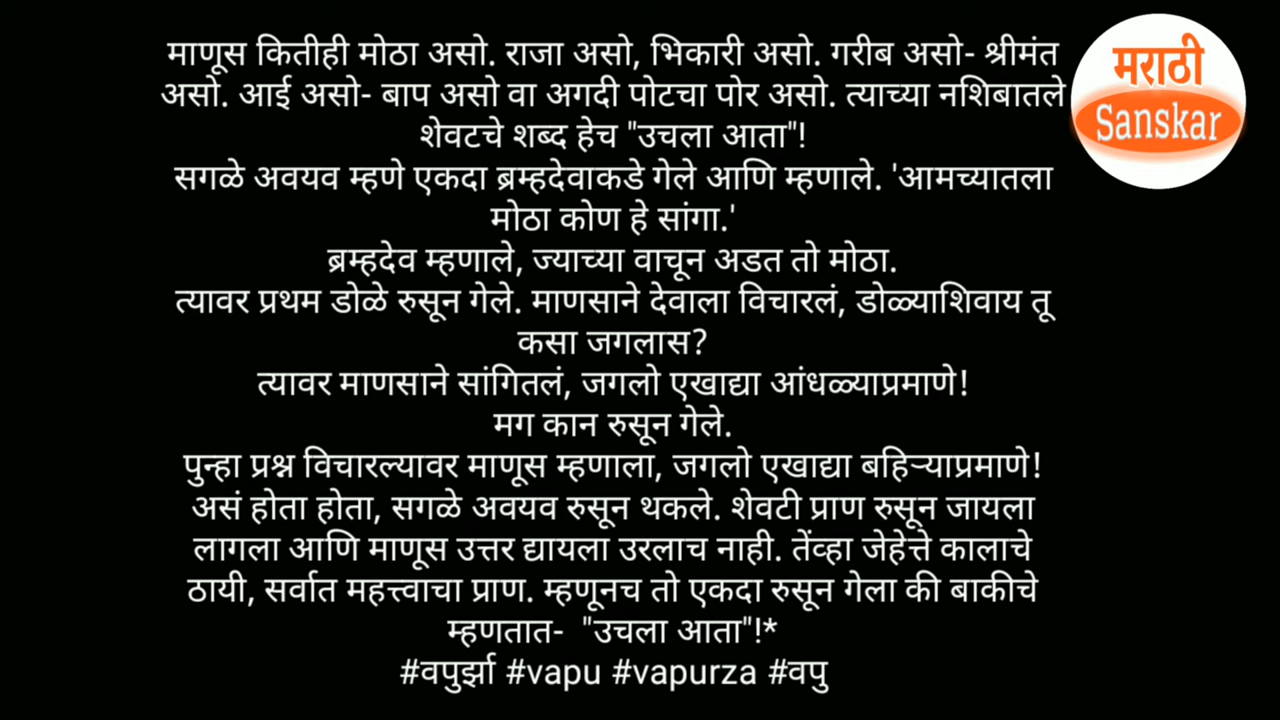 माणूस कितीही मोठा असो. राजा असो, भिकारी असो. गरीब असो- श्रीमंत
असो. आई असो- बाप असो वा अगदी पोटचा पोर असो. त्याच्या नशिबातले
शेवटचे शब्द हेच "उचला आता"!
सगळे अवयव म्हणे एकदा ब्रम्हदेवाकडे गेले आणि म्हणाले. 'आमच्यातला
मोठा कोण हे सांगा.'
ब्रम्हदेव म्हणाले, ज्याच्या वाचून अडत तो मोठा.
त्यावर प्रथम डोळे रुसून गेले. माणसाने देवाला विचारलं, डोळ्याशिवाय तू
कसा जगलास?
त्यावर माणसाने सांगितलं, जगलो एखाद्या आंधळ्याप्रमाणे!
मग कान रुसून गेले.
पुन्हा प्रश्न विचारल्यावर माणूस म्हणाला, जगलो एखाद्या बहिऱ्याप्रमाणे!
असं होता होता, सगळे अवयव रुसून थकले. शेवटी प्राण रुसून जायला
लागला आणि माणूस उत्तर द्यायला उरलाच नाही. तेंव्हा जेहेत्ते कालाचे
ठायी, सर्वात महत्त्वाचा प्राण. म्हणूनच तो एकदा रुसून गेला की बाकीचे
म्हणतात- "उचला आता"!*
#वपुर्झा #vapu #vapurza #वपु
मराठी
Sanskar